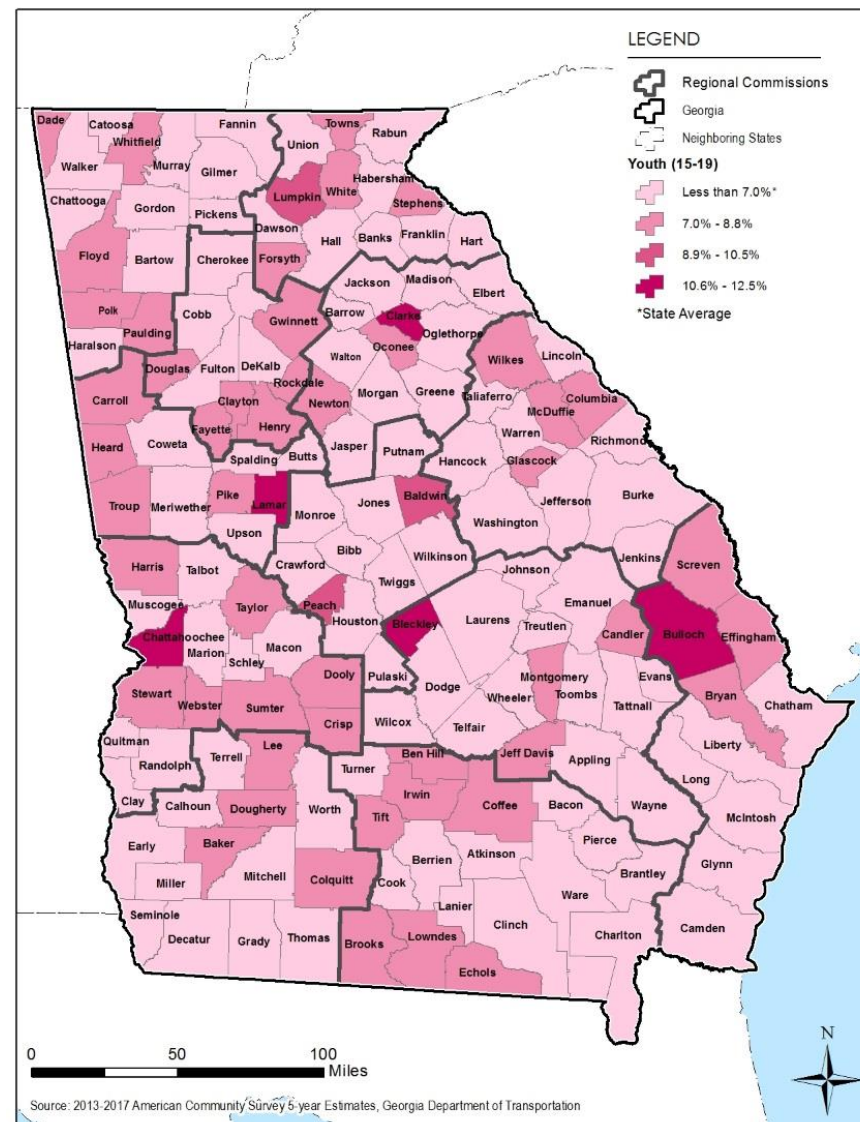 LEGEND
Regional Commissions
Georgia
Neighboring States
Youth (15-19)
Less than 7.0%*
7.0% - 8.8%
8.9% - 10.5%
10.6% - 12.5%
*State Average
Dade
Catoosa
Whitfield
Fannin
Towns
Rabun
Union
Walker
Murray
Gilmer
Habersham
White
Lumpkin
Stephens
Chattooga
Gordon
Pickens
Dawson
Hall
Banks
Franklin
Hart
Floyd
Bartow
Cherokee
Forsyth
Jackson
Madison
Elbert
Polk
Paulding
Cobb
Gwinnett
Barrow
Clarke
Oglethorpe
Oconee
Haralson
Douglas
Fulton
DeKalb
Walton
Wilkes
Lincoln
Rockdale
Carroll
Clayton
Newton
Morgan
Greene
Taliaferro
Columbia
McDuffie
Fayette
Henry
Warren
Richmond
Heard
Coweta
Spalding
Butts
Jasper
Putnam
Hancock
Glascock
Troup
Meriwether
Pike
Lamar
Monroe
Jones
Baldwin
Jefferson
Burke
Washington
Upson
Harris
Talbot
Crawford
Bibb
Wilkinson
Twiggs
Johnson
Jenkins
Screven
Muscogee
Taylor
Peach
Houston
Bleckley
Laurens
Emanuel
Treutlen
Candler
Bulloch
Effingham
Chattahoochee
Marion
Macon
Schley
Dooly
Pulaski
Dodge
Montgomery
Wheeler
Toombs
Evans
Tattnall
Bryan
Chatham
Stewart
Webster
Sumter
Crisp
Wilcox
Telfair
Liberty
Quitman
Randolph
Terrell
Lee
Turner
Ben Hill
Jeff Davis
Appling
Long
Wayne
McIntosh
Clay
Calhoun
Dougherty
Worth
Irwin
Tift
Coffee
Bacon
Pierce
Early
Baker
Mitchell
Colquitt
Berrien
Atkinson
Brantley
Glynn
Miller
Cook
Lanier
Ware
Seminole
Decatur
Grady
Thomas
Brooks
Lowndes
Clinch
Charlton
Camden
Echols
0 50 100
Miles
N
Source: 2013-2017 American Community Survey 5-year Estimates, Georgia Department of Transportation